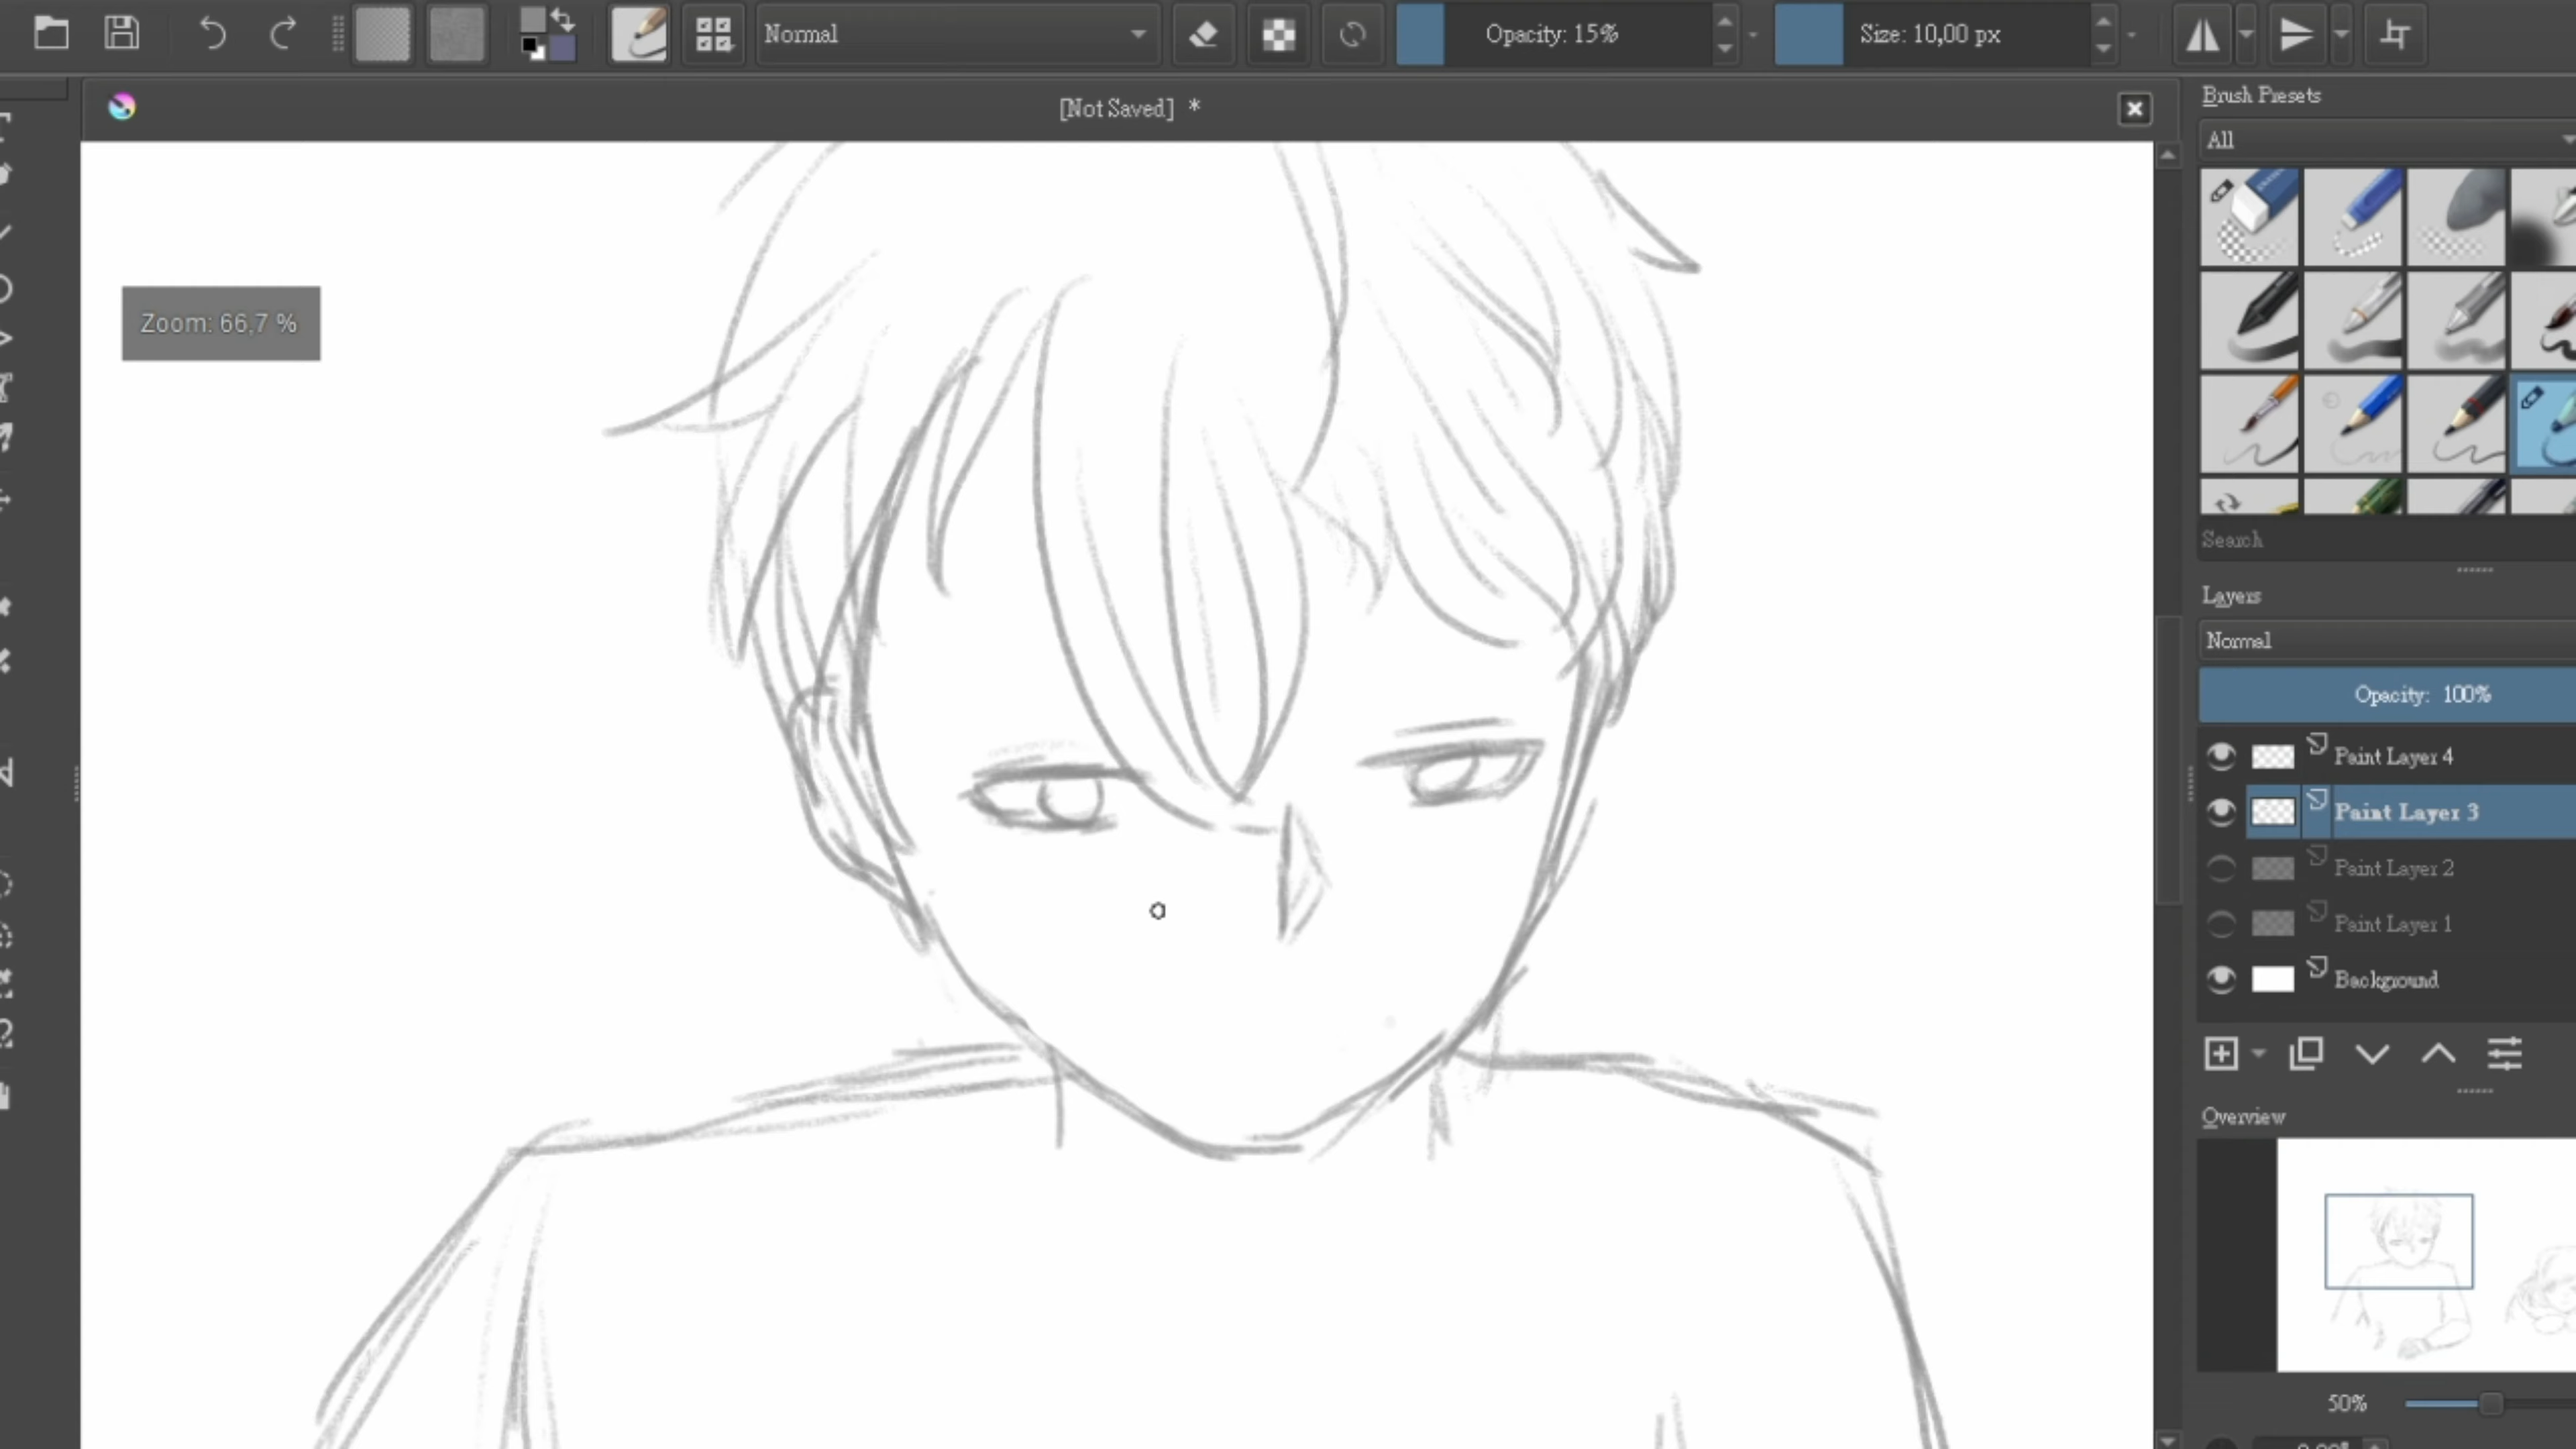 Normal
Opacity: 15%
Size: 10,00 px
[Not Saved] *
Brush Presets
All
Zoom: 66,7 %
Search
Layers
Normal
Opacity: 100%
Paint Layer 4
Paint Layer 3
Paint Layer 2
Paint Layer 1
Background
Overview
50%